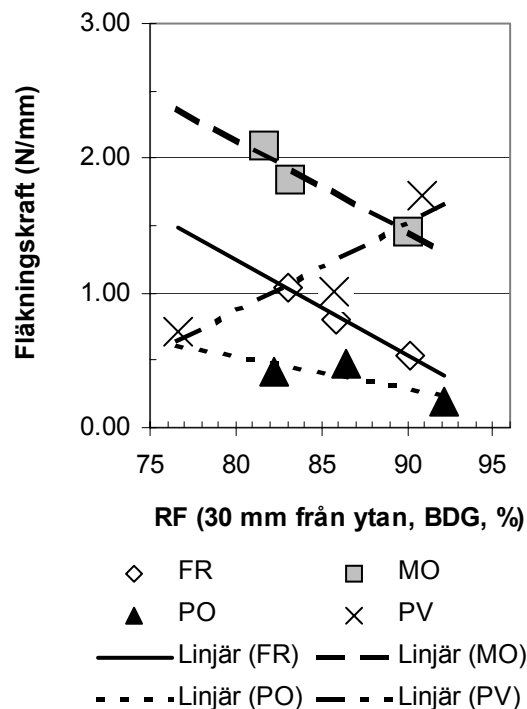 3.00
2.00
1.00
0.00
Fläkningskraft (N/mm)
75 80 85 90 95
RF (30 mm från ytan, BDG, %)
FR MO
PO PV
Linjär (FR) Linjär (MO)
Linjär (PO) Linjär (PV)